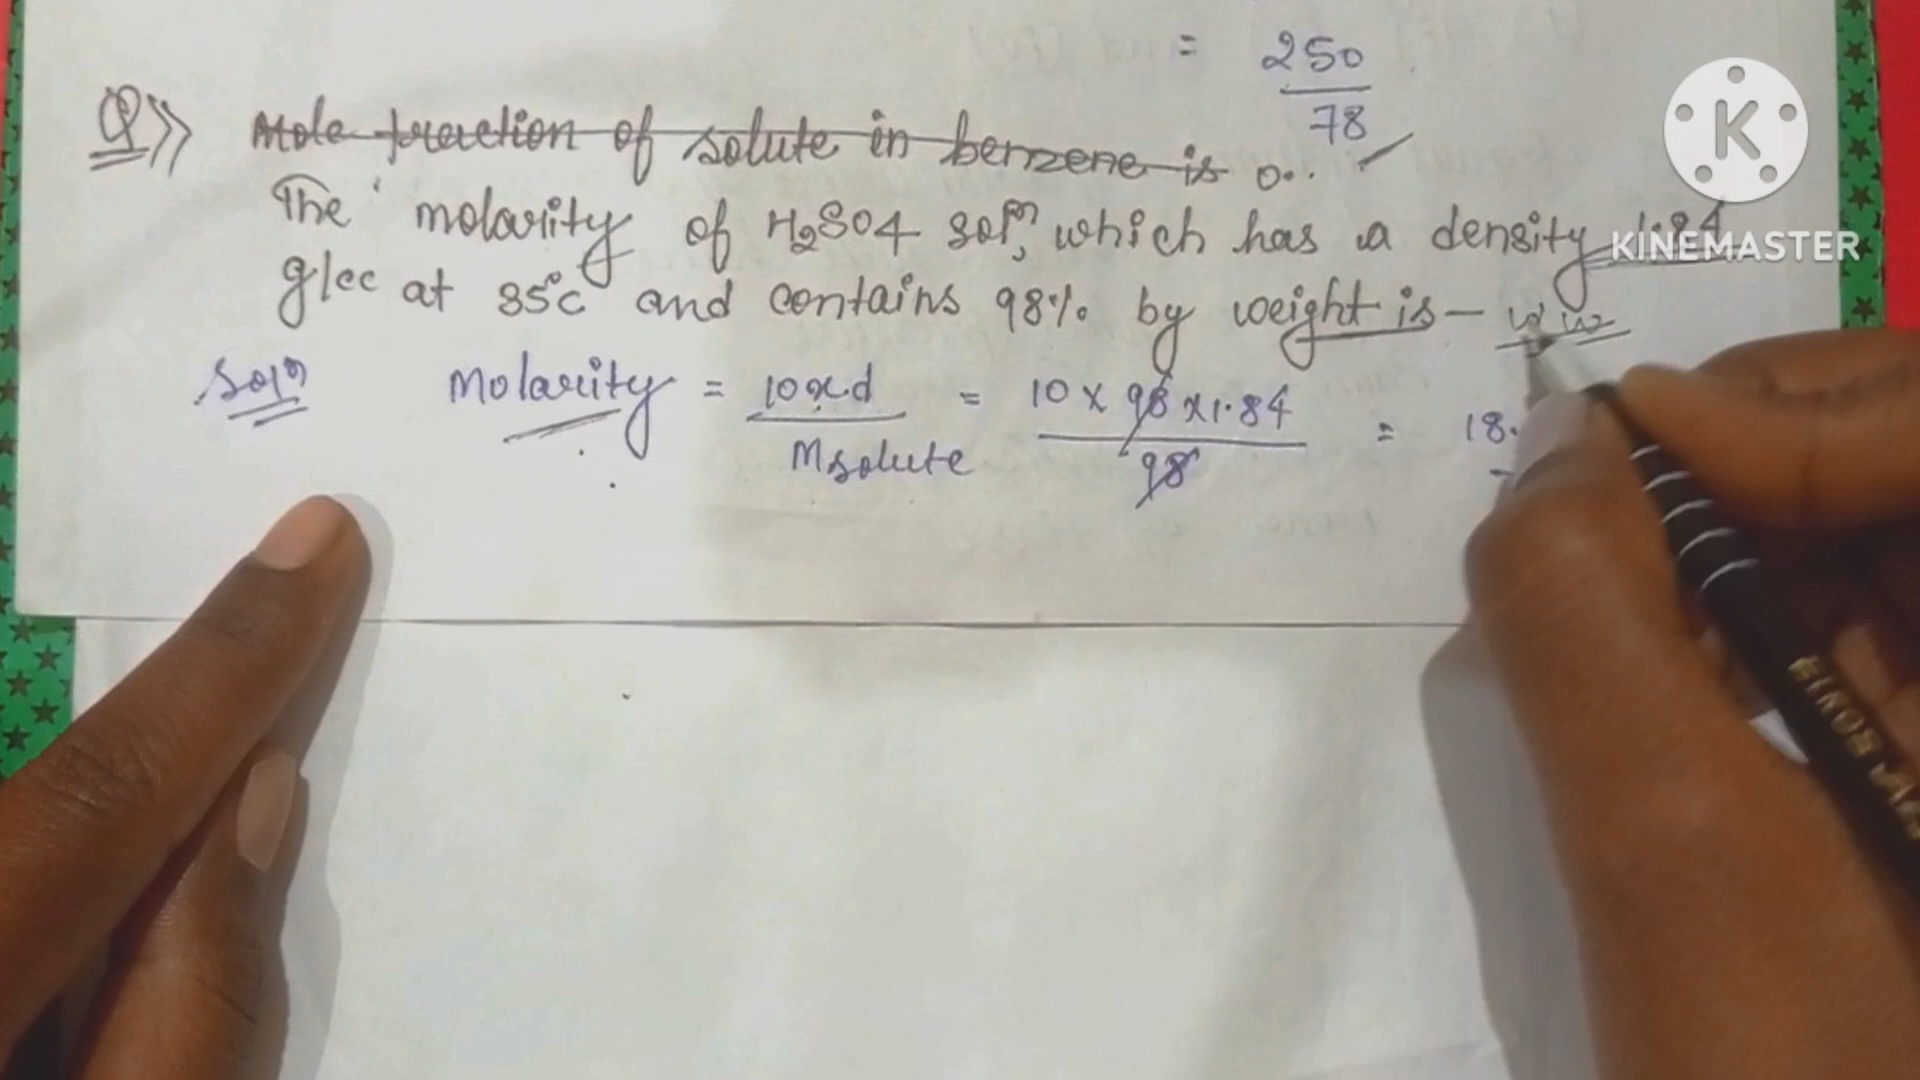 = 250
78
Q》 Mole fraction of solute in benzene is 0..
The molarity of H2SO4 solⁿ, which has a density 1.84
g/cc at 35°C and contains 98% by weight is - w/w
Solⁿ Molarity = 10xd = 10 x 98 x 1.84 = 18.
Msolute 98
K
KINEMASTER